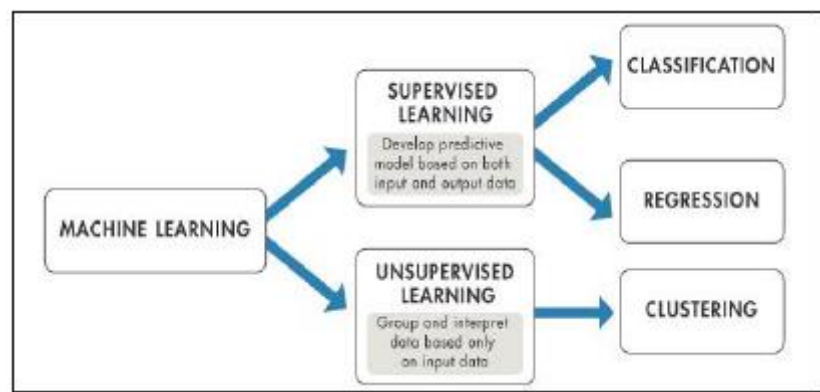 MACHINE LEARNING
SUPERVISED
LEARNING
Develop predictive
model based on both
input and output data
UNSUPERVISED
LEARNING
Group and interpret
data based only
on input data
CLASSIFICATION
REGRESSION
CLUSTERING